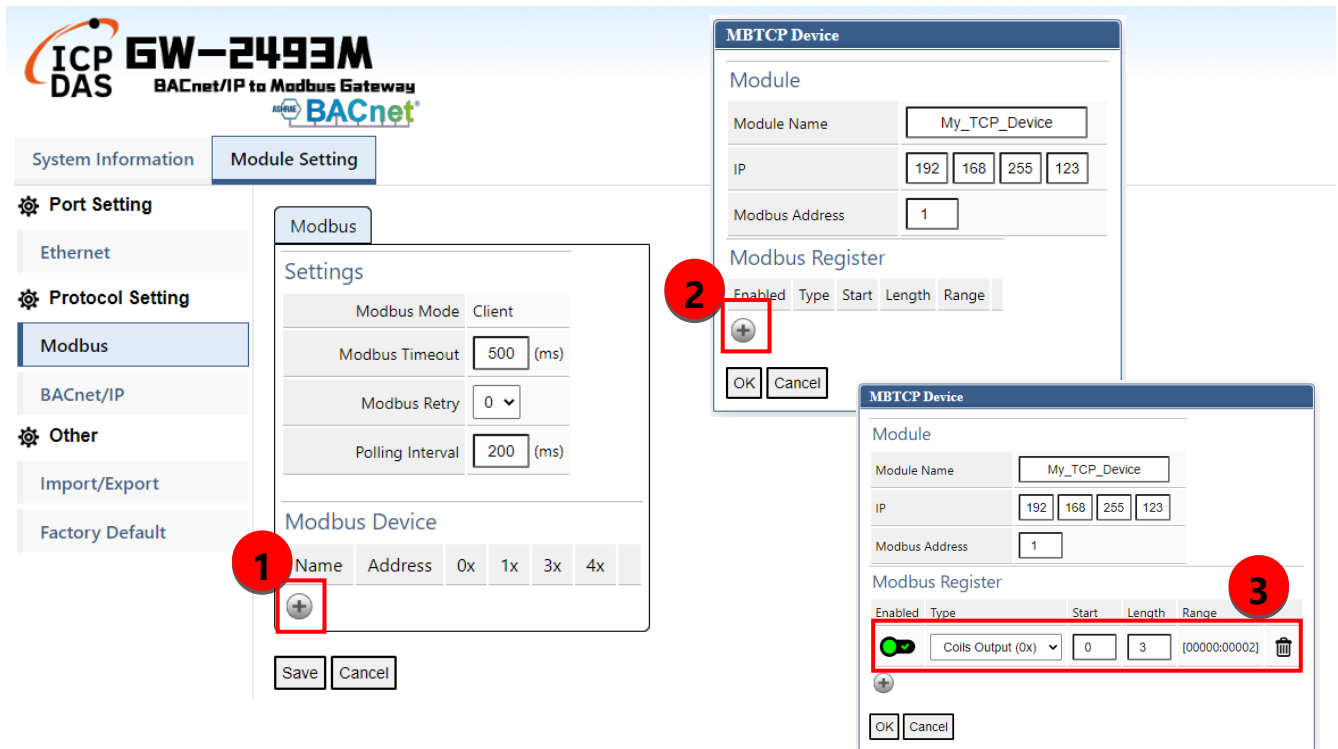 ICP
DAS
GW-2493M
BACnet/IP to Modbus Gateway
ASHRAE BACnet
System Information
Module Setting
Port Setting
Ethernet
Protocol Setting
Modbus
BACnet/IP
Other
Import/Export
Factory Default
Modbus
Settings
Modbus Mode Client
Modbus Timeout 500 (ms)
Modbus Retry 0
Polling Interval 200 (ms)
Modbus Device
1
Name Address 0x 1x 3x 4x
Save Cancel
MBTCP Device
Module
Module Name My_TCP_Device
IP 192 168 255 123
Modbus Address 1
Modbus Register
2
Enabled Type Start Length Range
OK Cancel
MBTCP Device
Module
Module Name My_TCP_Device
IP 192 168 255 123
Modbus Address 1
Modbus Register
3
Enabled Type Start Length Range
Coils Output (0x) 0 3 [00000:00002]
OK Cancel